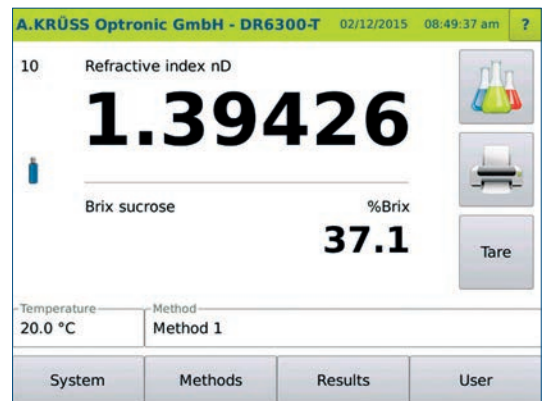 A.KRÜSS Optronic GmbH - DR6300-T 02/12/2015 08:49:37 am ?
10 Refractive index nD
1.39426
Brix sucrose %Brix
37.1
Tare
Temperature Method
20.0 °C Method 1
System Methods Results User